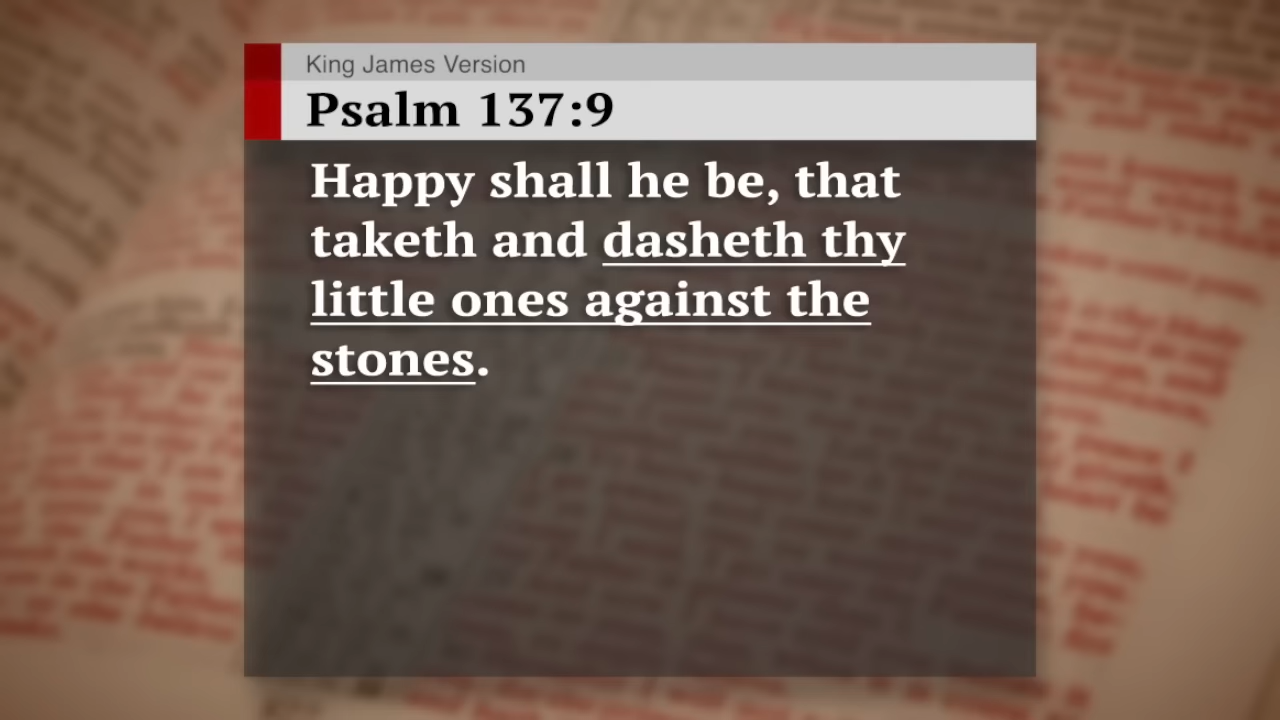 King James Version
Psalm 137:9
Happy shall he be, that
taketh and dasheth thy
little ones against the
stones.